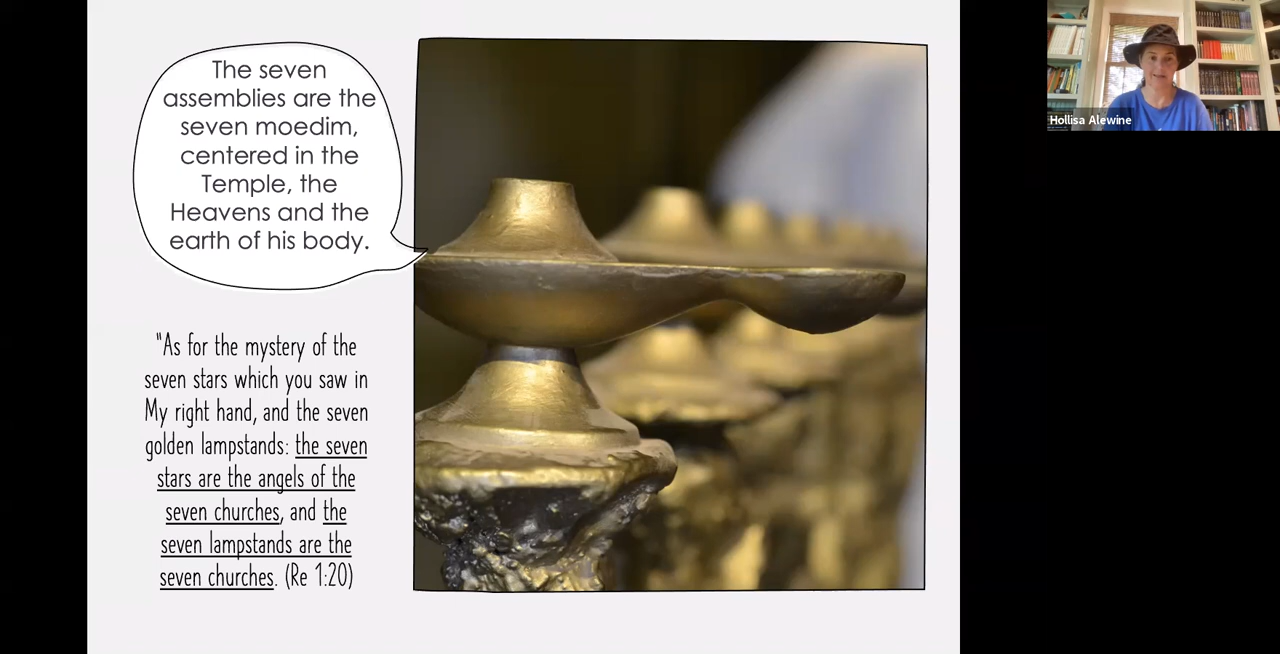 The seven
assemblies are the
seven moedim,
centered in the
Temple, the
Heavens and the
earth of his body.
"As for the mystery of the
seven stars which you saw in
My right hand, and the seven
golden lampstands: the seven
stars are the angels of the
seven churches, and the
seven lampstands are the
seven churches. (Re 1:20)
Hollisa Alewine